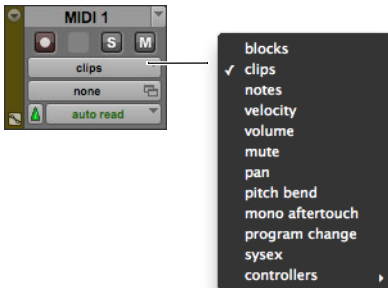 MIDI 1
S M
clips
none
auto read
blocks
✓ clips
notes
velocity
volume
mute
pan
pitch bend
mono aftertouch
program change
sysex
controllers